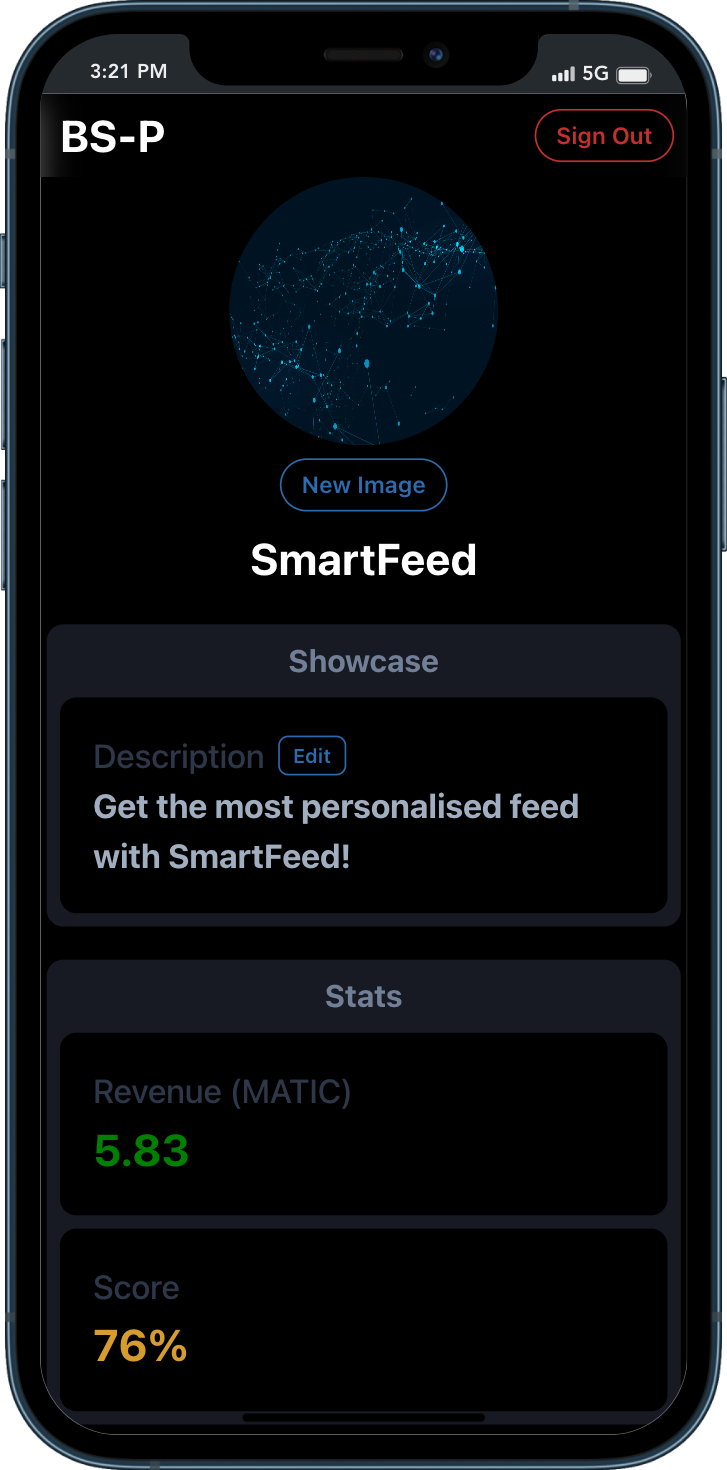 3:21 PM
5G
BS-P
Sign Out
New Image
SmartFeed
Showcase
Description
Edit
Get the most personalised feed
with SmartFeed!
Stats
Revenue (MATIC)
5.83
Score
76%